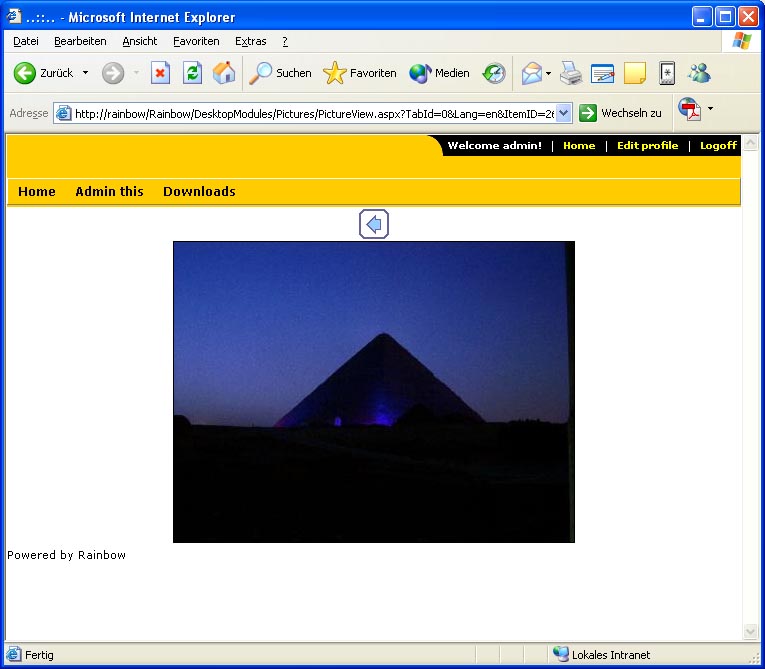 ..::.. - Microsoft Internet Explorer
Datei Bearbeiten Ansicht Favoriten Extras ?
Zurück Suchen Favoriten Medien
Adresse http://rainbow/Rainbow/DesktopModules/Pictures/PictureView.aspx?TabId=0&Lang=en&ItemID=26 Wechseln zu
Welcome admin! | Home | Edit profile | Logoff
Home Admin this Downloads
Powered by Rainbow
Fertig Lokales Intranet